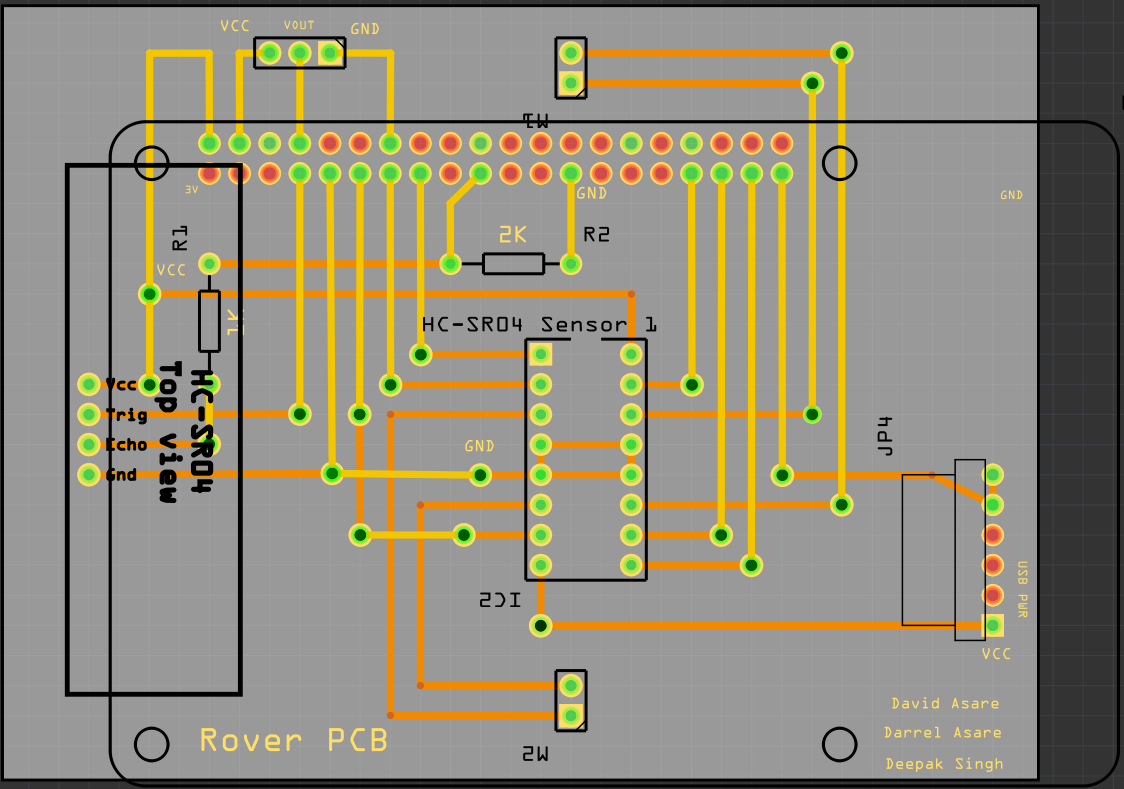 VCC
VOUT
GND
3V
GND
GND
R1
2K
R2
VCC
1K
HC-SR04 Sensor 1
Vcc
Trig
Echo
Gnd
HC-SR04
Top view
GND
JP4
IC2
USB PWR
VCC
M2
Rover PCB
David Asare
Darrel Asare
Deepak Singh